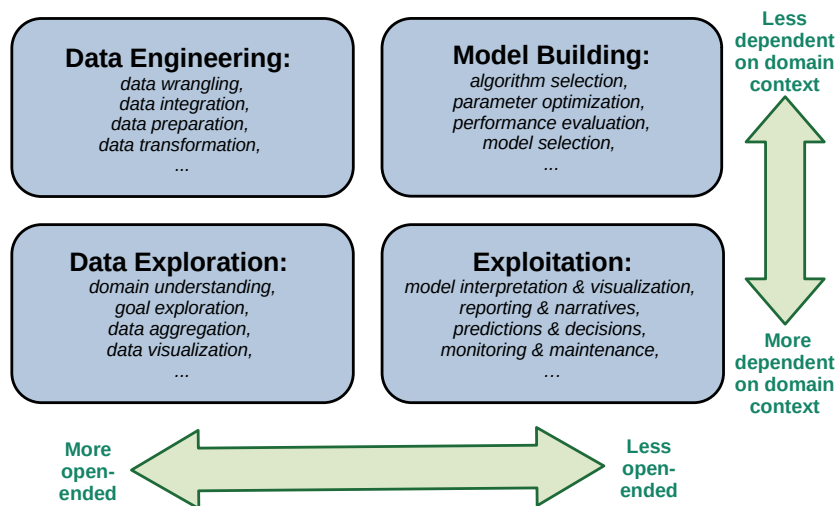 Data Engineering:
data wrangling,
data integration,
data preparation,
data transformation,
...
Model Building:
algorithm selection,
parameter optimization,
performance evaluation,
model selection,
...
Less
dependent
on domain
context
Data Exploration:
domain understanding,
goal exploration,
data aggregation,
data visualization,
...
Exploitation:
model interpretation & visualization,
reporting & narratives,
predictions & decisions,
monitoring & maintenance,
...
More
dependent
on domain
context
More
open-
ended
Less
open-
ended